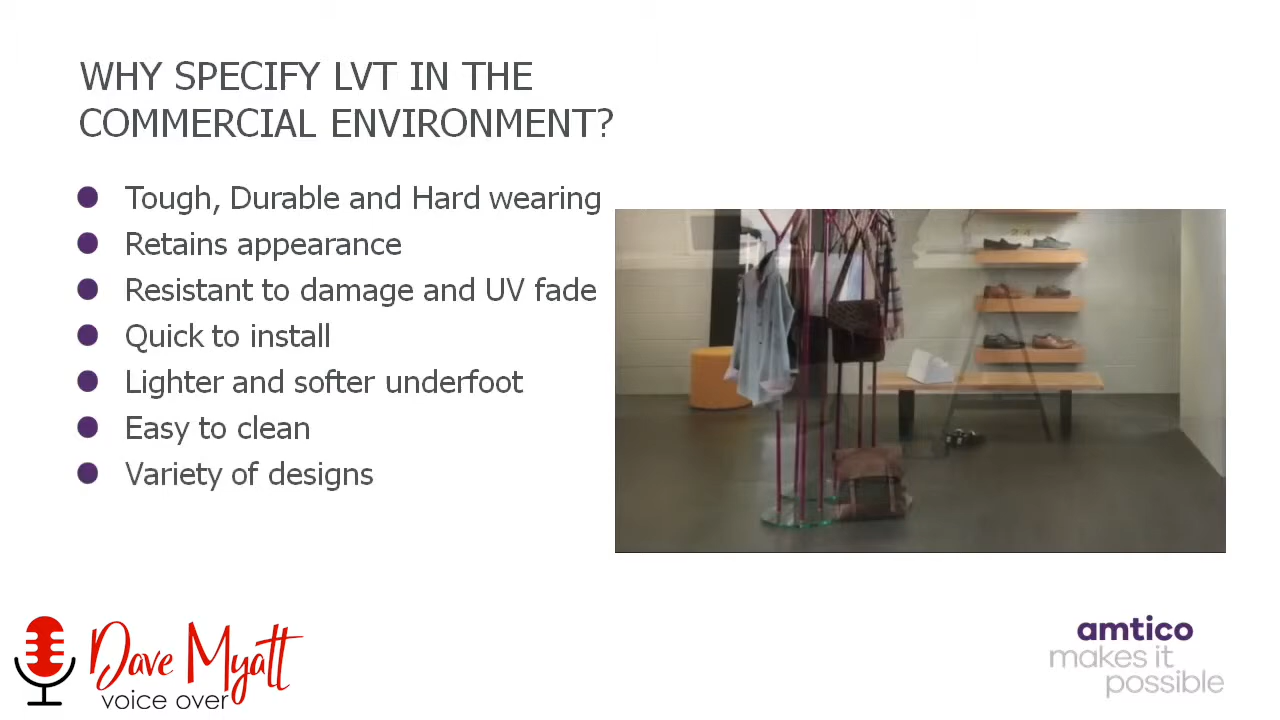 WHY SPECIFY LVT IN THE
COMMERCIAL ENVIRONMENT?
Tough, Durable and Hard wearing
Retains appearance
Resistant to damage and UV fade
Quick to install
Lighter and softer underfoot
Easy to clean
Variety of designs
Dave Myatt
voice over
amtico
makes it
possible